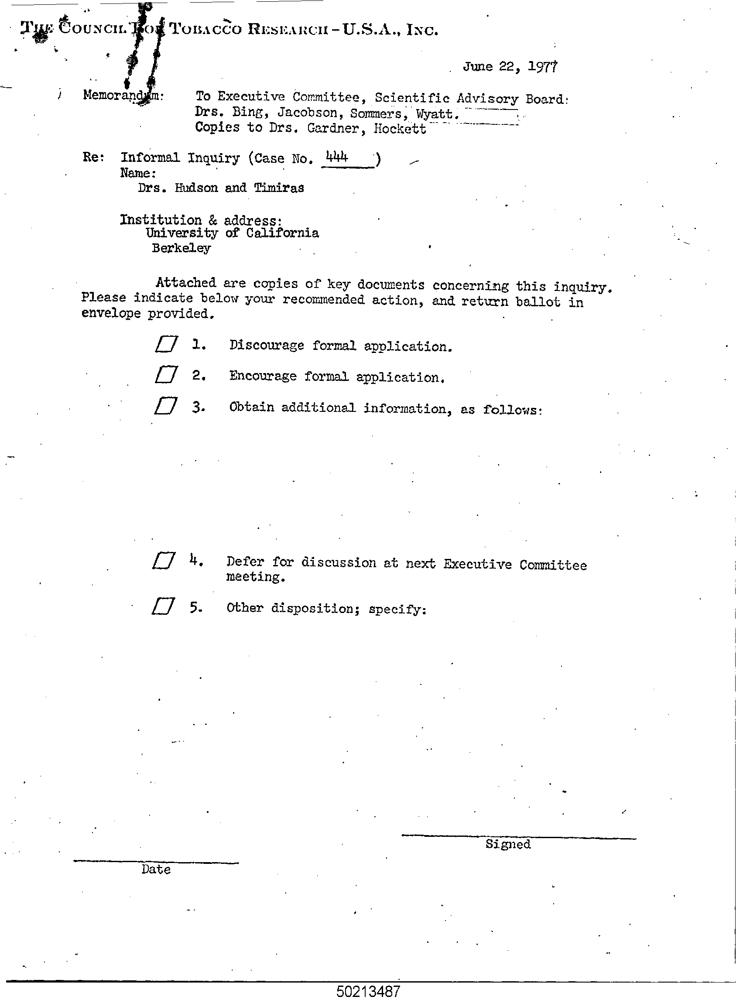 THE COUNCIL FOR TOBACCO RESEARCH-U.S.A., INC.
June 22, 1977
Memorandum: To Executive Committee, Scientific Advisory Board:
Drs. Bing, Jacobson, Sommers, Wyatt.
Copies to Drs. Gardner, Hockett
Re: Informal Inquiry (Case No. 444 )
Name:
Drs. Hudson and Timiras
Institution & address:
University of California
Berkeley
Attached are copies of key documents concerning this inquiry.
Please indicate below your recommended action, and return ballot in
envelope provided.
1. Discourage formal application.
2. Encourage formal application.
3. Obtain additional information, as follows:
4. Defer for discussion at next Executive Committee
meeting.
5. Other disposition; specify:
Signed
Date
50213487